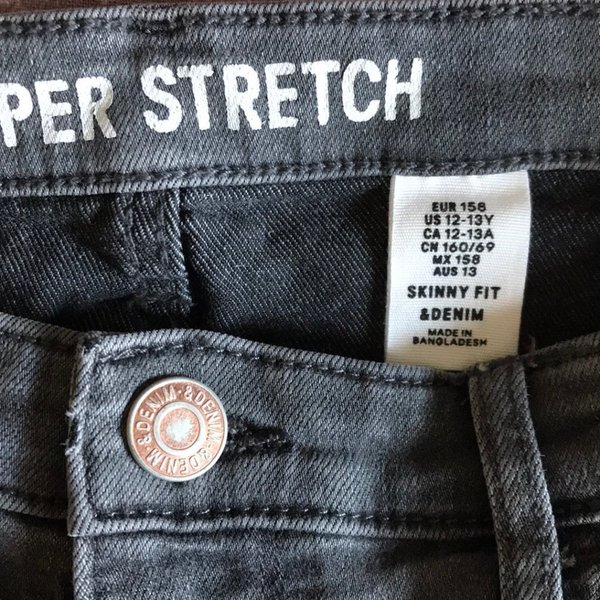 PER STRETCH
EUR 158
US 12-13Y
CA 12-13A
CN 160/69
MX 158
AUS 13
SKINNY FIT
&DENIM
MADE IN
BANGLADESH
&DENIM·&DENIM·&DENIM·